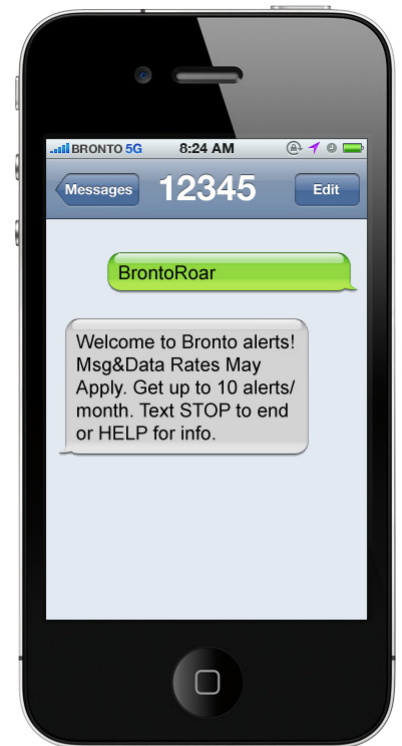 BRONTO 5G 8:24 AM
Messages 12345 Edit
BrontoRoar
Welcome to Bronto alerts!
Msg&Data Rates May
Apply. Get up to 10 alerts/
month. Text STOP to end
or HELP for info.